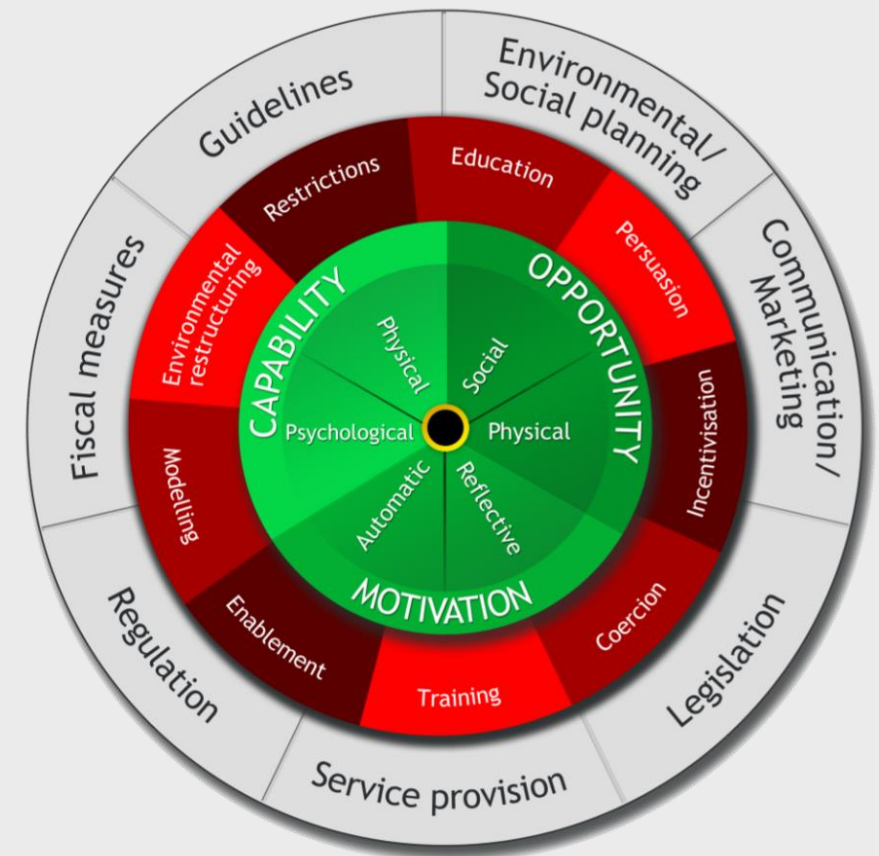 Guidelines
Environmental/
Social planning
Communication/
Marketing
Legislation
Service provision
Regulation
Fiscal measures
Restrictions
Education
Persuasion
Incentivisation
Coercion
Training
Enablement
Modelling
Environmental
restructuring
CAPABILITY
OPPORTUNITY
MOTIVATION
Physical
Social
Psychological
Physical
Automatic
Reflective